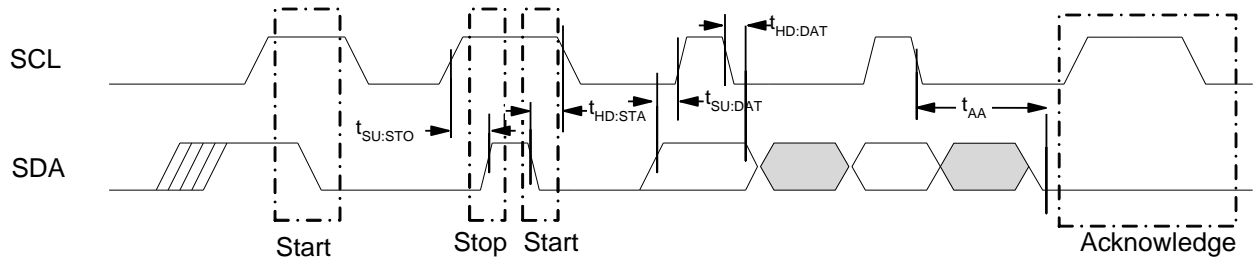 SCL
t_HD:DAT
t_HD:STA
t_SU:DAT
t_AA
t_SU:STO
SDA
Start
Stop
Start
Acknowledge